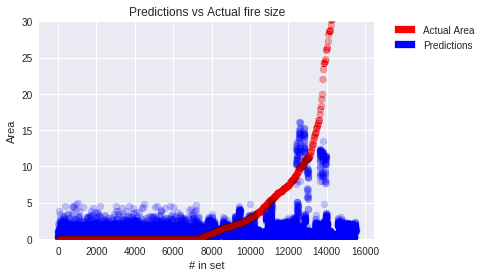 Predictions vs Actual fire size
30
25
20
15
10
5
0
Area
0 2000 4000 6000 8000 10000 12000 14000 16000
# in set
Actual Area
Predictions